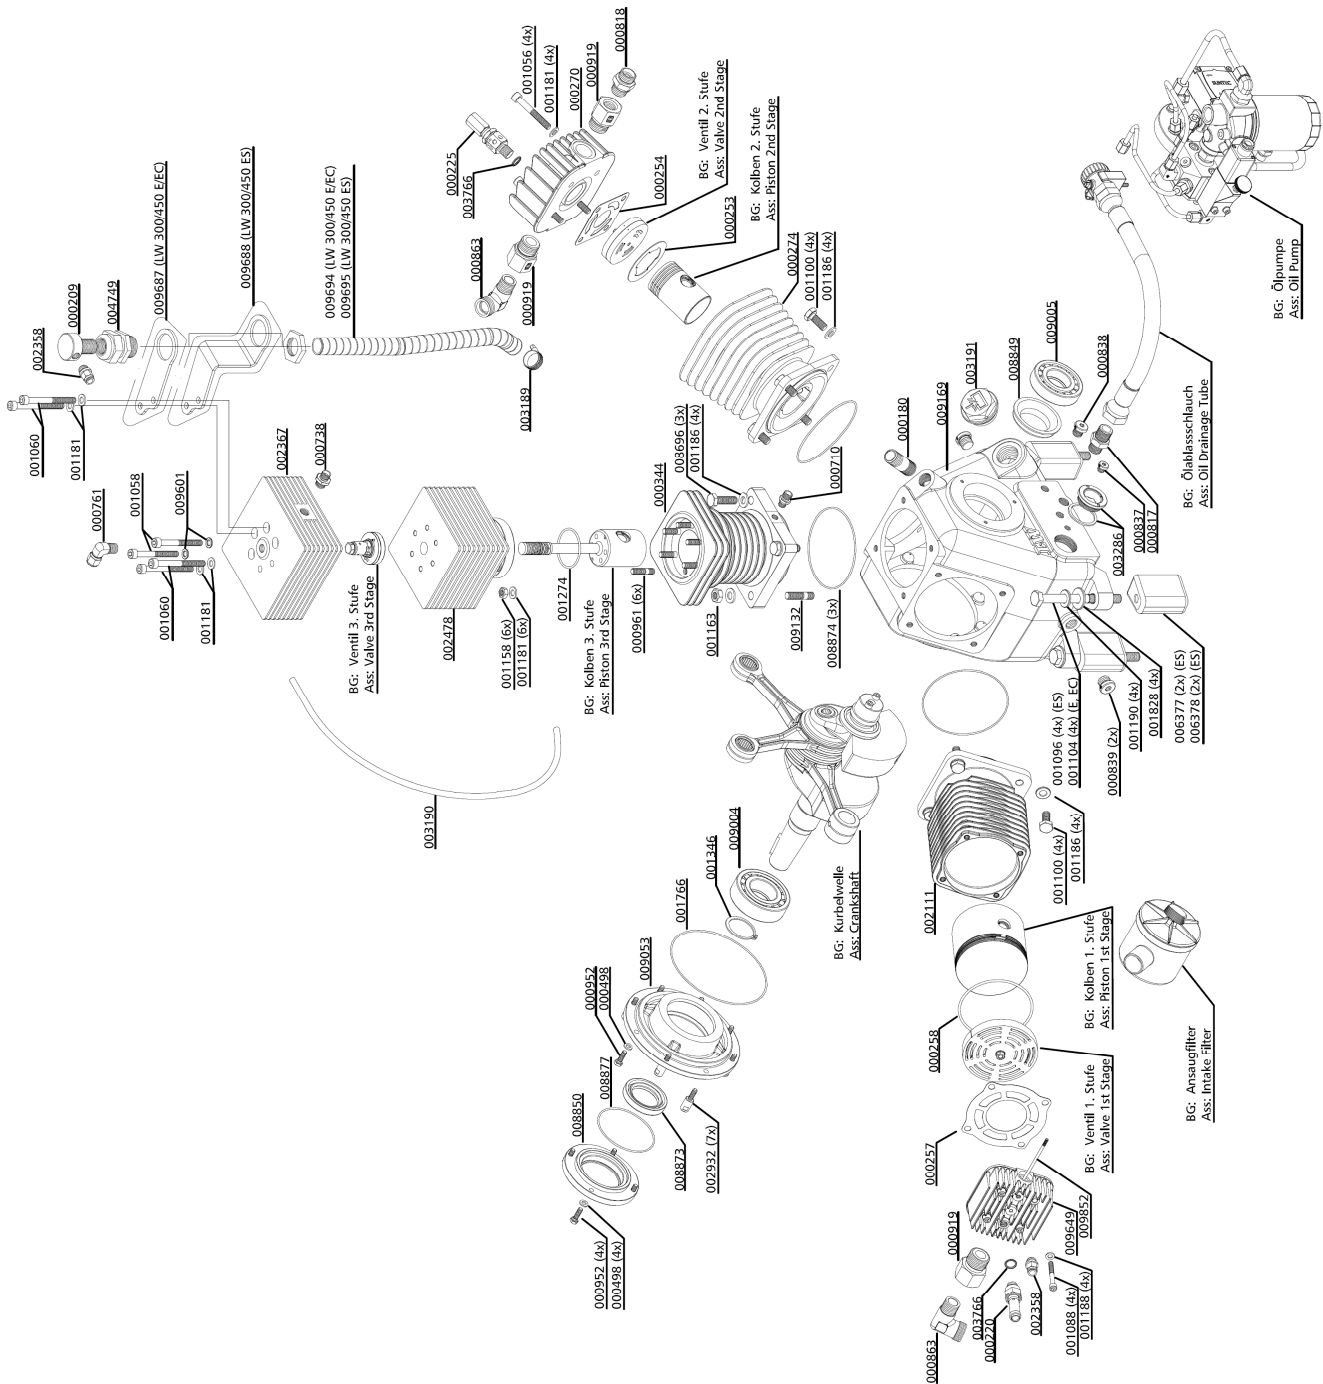 000818
000919
000270
001181 (4x)
001056 (4x)
000225
003766
000863
000919
000254
BG: Ventil 2. Stufe
Ass: Valve 2nd Stage
000253
BG: Kolben 2. Stufe
Ass: Piston 2nd Stage
000274
001100 (4x)
001186 (4x)
009687 (LW 300/450 E/EC)
009688 (LW 300/450 ES)
009694 (LW 300/450 E/EC)
009695 (LW 300/450 ES)
000209
004749
002358
003189
001060
001181
002367
000738
000761
001058
009601
001060
001181
BG: Ventil 3. Stufe
Ass: Valve 3rd Stage
002478
001158 (6x)
001181 (6x)
001274
BG: Kolben 3. Stufe
Ass: Piston 3rd Stage
000961 (6x)
000344
003696 (3x)
001186 (4x)
000710
001163
009132
008874 (3x)
000180
009169
003191
008849
009005
000838
BG: Ölpumpe
Ass: Oil Pump
SUNTEC
BG: Ölablassschlauch
Ass: Oil Drainage Tube
003286
000837
000817
001096 (4x) (ES)
001104 (4x) (E, EC)
000839 (2x)
001190 (4x)
001828 (4x)
006377 (2x) (ES)
006378 (2x) (ES)
003190
BG: Kurbelwelle
Ass: Crankshaft
009004
001346
001766
009053
000952
000498
008877
008850
008873
002932 (7x)
000952 (4x)
000498 (4x)
002111
001100 (4x)
001186 (4x)
BG: Kolben 1. Stufe
Ass: Piston 1st Stage
000258
BG: Ventil 1. Stufe
Ass: Valve 1st Stage
000257
BG: Ansaugfilter
Ass: Intake Filter
009649
009852
000919
000863
003766
000220
002358
001088 (4x)
001188 (4x)